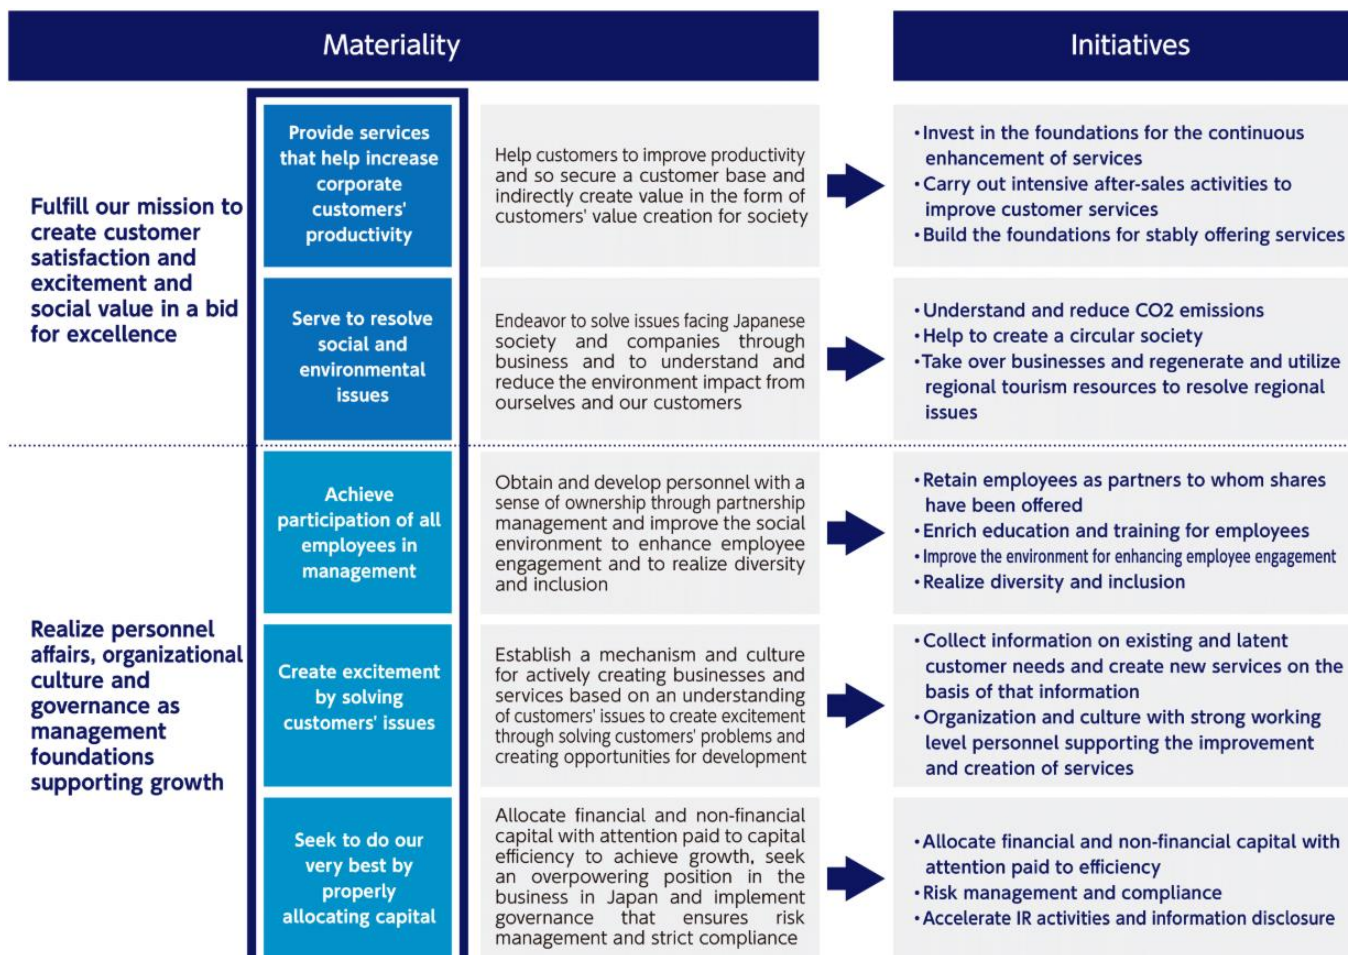 Materiality
Initiatives
Fulfill our mission to
create customer
satisfaction and
excitement and
social value in a bid
for excellence
Provide services
that help increase
corporate
customers'
productivity
Help customers to improve productivity
and so secure a customer base and
indirectly create value in the form of
customers' value creation for society
・Invest in the foundations for the continuous
enhancement of services
・Carry out intensive after-sales activities to
improve customer services
・Build the foundations for stably offering services
Serve to resolve
social and
environmental
issues
Endeavor to solve issues facing Japanese
society and companies through
business and to understand and
reduce the environment impact from
ourselves and our customers
・Understand and reduce CO2 emissions
・Help to create a circular society
・Take over businesses and regenerate and utilize
regional tourism resources to resolve regional
issues
Realize personnel
affairs, organizational
culture and
governance as
management
foundations
supporting growth
Achieve
participation of all
employees in
management
Obtain and develop personnel with a
sense of ownership through partnership
management and improve the social
environment to enhance employee
engagement and to realize diversity
and inclusion
・Retain employees as partners to whom shares
have been offered
・Enrich education and training for employees
・Improve the environment for enhancing employee engagement
・Realize diversity and inclusion
Create excitement
by solving
customers' issues
Establish a mechanism and culture
for actively creating businesses and
services based on an understanding
of customers' issues to create excitement
through solving customers' problems and
creating opportunities for development
・Collect information on existing and latent
customer needs and create new services on the
basis of that information
・Organization and culture with strong working
level personnel supporting the improvement
and creation of services
Seek to do our
very best by
properly
allocating capital
Allocate financial and non-financial
capital with attention paid to capital
efficiency to achieve growth, seek
an overpowering position in the
business in Japan and implement
governance that ensures risk
management and strict compliance
・Allocate financial and non-financial capital with
attention paid to efficiency
・Risk management and compliance
・Accelerate IR activities and information disclosure